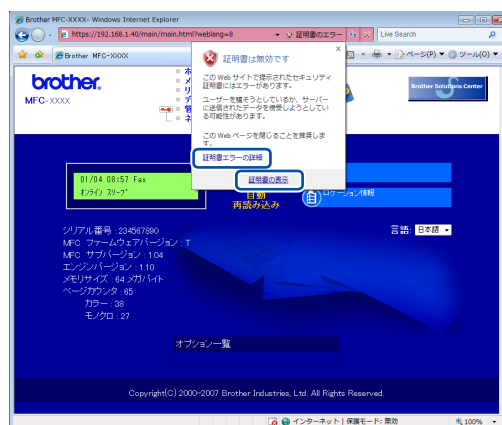 Brother MFC-XXXX- Windows Internet Explorer
https://192.168.1.40/main/main.html?weblang=8
証明書のエラー
Live Search
Brother MFC-XXXX
ページ(P)
ツール(O)
brother.
MFC-XXXX
Brother Solutions Center
証明書は無効です
この Web サイトで提示されたセキュリティ
証明書にはエラーがあります。
ユーザーを騙そうとしているか、サーバー
に送信されたデータを傍受しようとしてい
る可能性があります。
この Web ページを閉じることを推奨しま
す。
証明書エラーの詳細
証明書の表示
01/04 08:57 Fax
オンライン スリープ
自動
再読み込み
ロケーション情報
シリアル番号 : 234567890
MFC ファームウェアバージョン : T
MFC サブバージョン : 1.04
エンジンバージョン : 1.10
メモリサイズ : 64 メガバイト
ページカウンタ : 65
カラー : 38
モノクロ : 27
言語: 日本語
オプション一覧
Copyright(C) 2000-2007 Brother Industries, Ltd. All Rights Reserved.
インターネット | 保護モード: 無効
100%